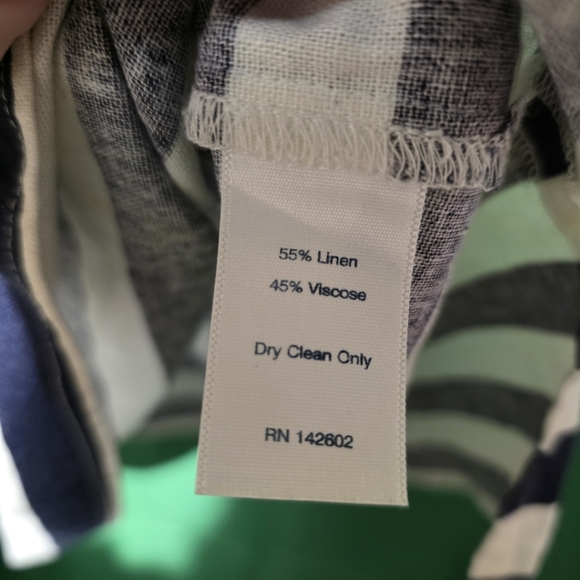 55% Linen
45% Viscose
Dry Clean Only
RN 142602